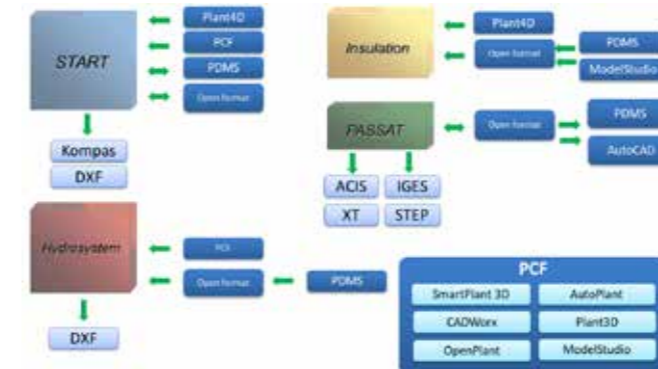 START
Plant4D
PCF
PDMS
Open format
Kompas
DXF
Insulation
Plant4D
Open format
PDMS
ModelStudio
PASSAT
Open format
PDMS
AutoCAD
ACIS IGES
XT STEP
Hydrosystem
PCF
Open format
PDMS
DXF
PCF
SmartPlant 3D AutoPlant
CADWorx Plant3D
OpenPlant ModelStudio